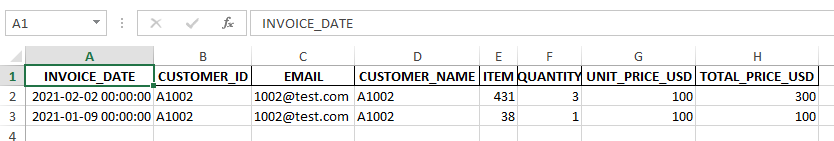 A1 fx INVOICE_DATE
A B C D E F G H
1 INVOICE_DATE CUSTOMER_ID EMAIL CUSTOMER_NAME ITEM QUANTITY UNIT_PRICE_USD TOTAL_PRICE_USD
2 2021-02-02 00:00:00 A1002 1002@test.com A1002 431 3 100 300
3 2021-01-09 00:00:00 A1002 1002@test.com A1002 38 1 100 100
4